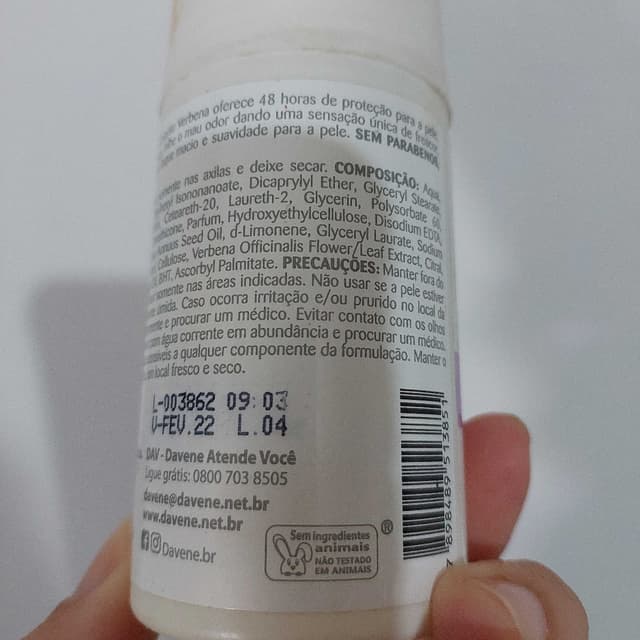 Verbena oferece 48 horas de proteção para a pele
e o mau odor dando uma sensação única de frescor
macio e suavidade para a pele. SEM PARABENOS.
nas axilas e deixe secar. COMPOSIÇÃO: Aqua,
Isononanoate, Dicaprylyl Ether, Glyceryl Stearate,
Ceteareth-20, Laureth-2, Glycerin, Polysorbate 60,
Parfum, Hydroxyethylcellulose, Disodium EDTA,
Seed Oil, d-Limonene, Glyceryl Laurate, Sodium
Cellulose, Verbena Officinalis Flower/Leaf Extract, Citral,
BHT, Ascorbyl Palmitate. PRECAUÇÕES: Manter fora do
somente nas áreas indicadas. Não usar se a pele estiver
Caso ocorra irritação e/ou prurido no local da
e procurar um médico. Evitar contato com os olhos
com água corrente em abundância e procurar um médico.
a qualquer componente da formulação. Manter o
local fresco e seco.
L-003862 09:03
V-FEV.22 L.04
DAV - Davene Atende Você
Ligue grátis: 0800 703 8505
davene@davene.net.br
www.davene.net.br
Davene.br
Sem ingredientes
animais
NÃO TESTADO
EM ANIMAIS
®
7 898489 513851